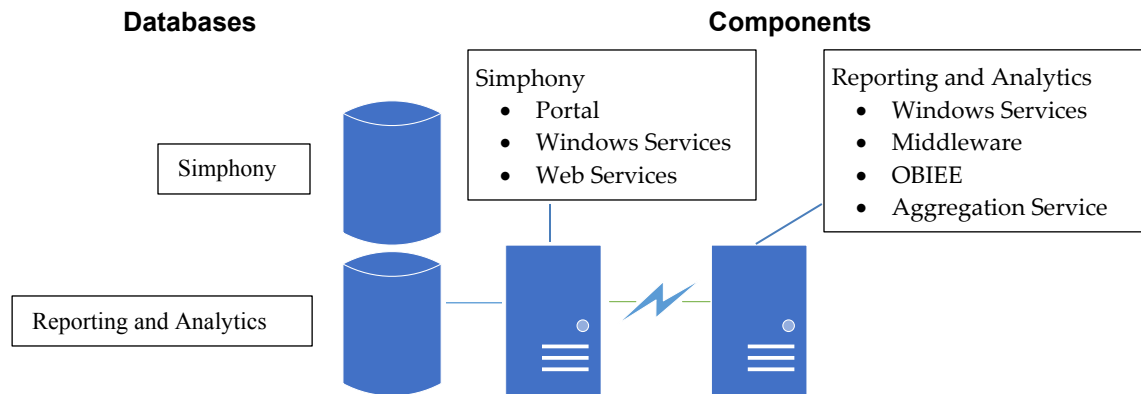 Databases
Components
Simphony
• Portal
• Windows Services
• Web Services
Reporting and Analytics
• Windows Services
• Middleware
• OBIEE
• Aggregation Service
Simphony
Reporting and Analytics